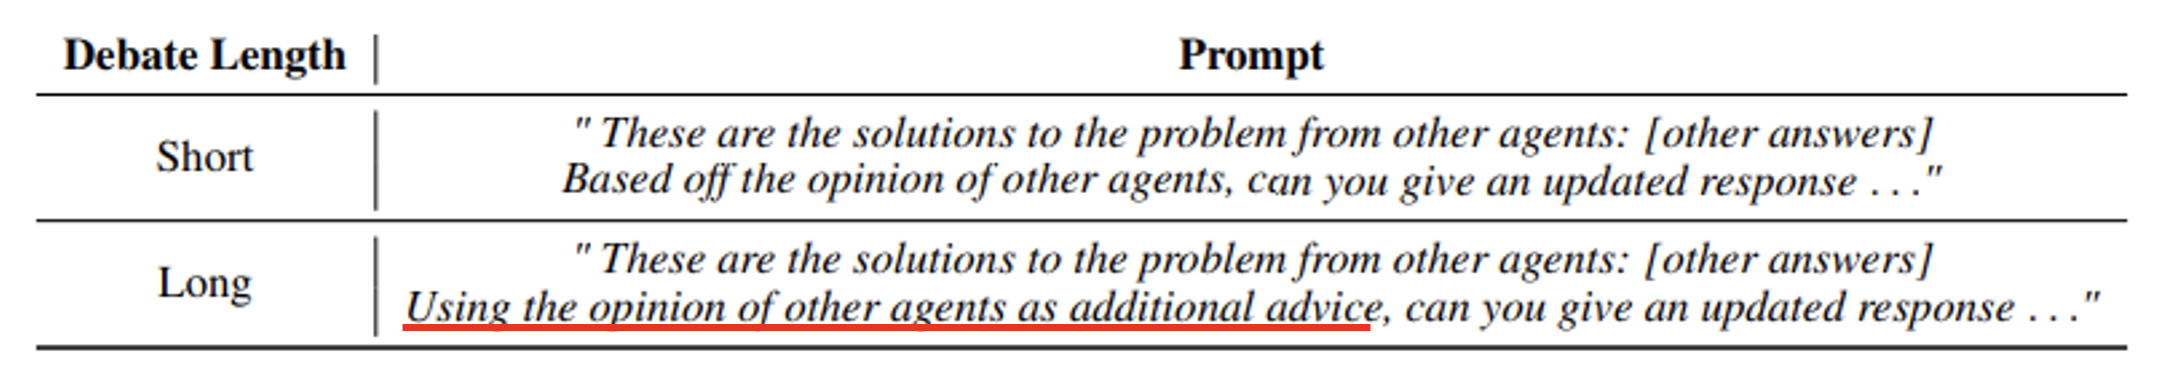 Debate Length Prompt
Short
" These are the solutions to the problem from other agents: [other answers]
Based off the opinion of other agents, can you give an updated response . . ."
Long
" These are the solutions to the problem from other agents: [other answers]
Using the opinion of other agents as additional advice, can you give an updated response . . ."